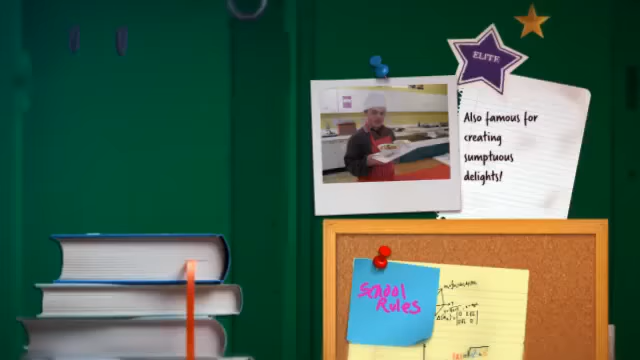 ELITE
Also famous for
creating
sumptuous
delights!
School
Rules